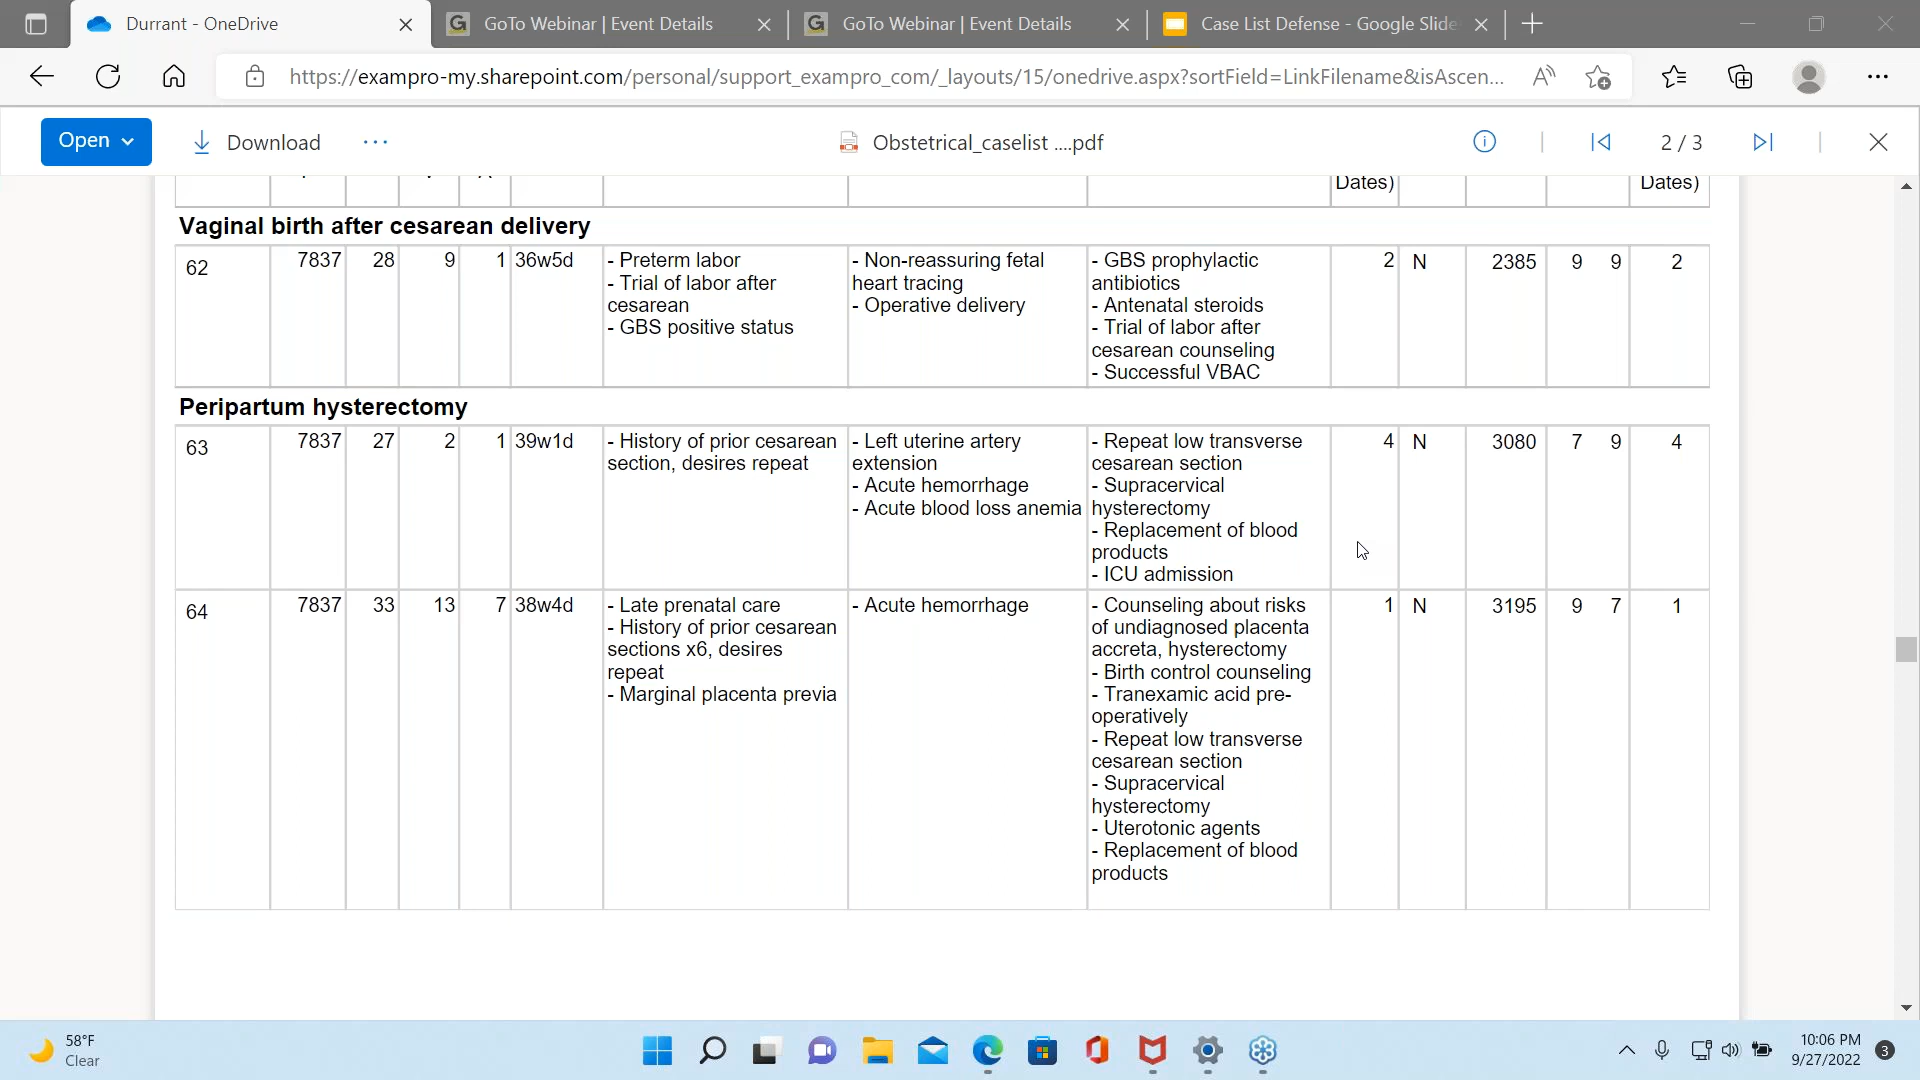 Durrant - OneDrive
GoTo Webinar | Event Details
GoTo Webinar | Event Details
Case List Defense - Google Slide
https://exampro-my.sharepoint.com/personal/support_exampro_com/_layouts/15/onedrive.aspx?sortField=LinkFilename&isAscen...
Open
Download
Obstetrical_caselist ....pdf
2 / 3
Dates)
Dates)
Vaginal birth after cesarean delivery
62
7837
28
9
1
36w5d
- Preterm labor
- Trial of labor after
cesarean
- GBS positive status
- Non-reassuring fetal
heart tracing
- Operative delivery
- GBS prophylactic
antibiotics
- Antenatal steroids
- Trial of labor after
cesarean counseling
- Successful VBAC
2
N
2385
9 9
2
Peripartum hysterectomy
63
7837
27
2
1
39w1d
- History of prior cesarean
section, desires repeat
- Left uterine artery
extension
- Acute hemorrhage
- Acute blood loss anemia
- Repeat low transverse
cesarean section
- Supracervical
hysterectomy
- Replacement of blood
products
- ICU admission
4
N
3080
7 9
4
64
7837
33
13
7
38w4d
- Late prenatal care
- History of prior cesarean
sections x6, desires
repeat
- Marginal placenta previa
- Acute hemorrhage
- Counseling about risks
of undiagnosed placenta
accreta, hysterectomy
- Birth control counseling
- Tranexamic acid pre-
operatively
- Repeat low transverse
cesarean section
- Supracervical
hysterectomy
- Uterotonic agents
- Replacement of blood
products
1
N
3195
9 7
1
58°F
Clear
10:06 PM
9/27/2022
3